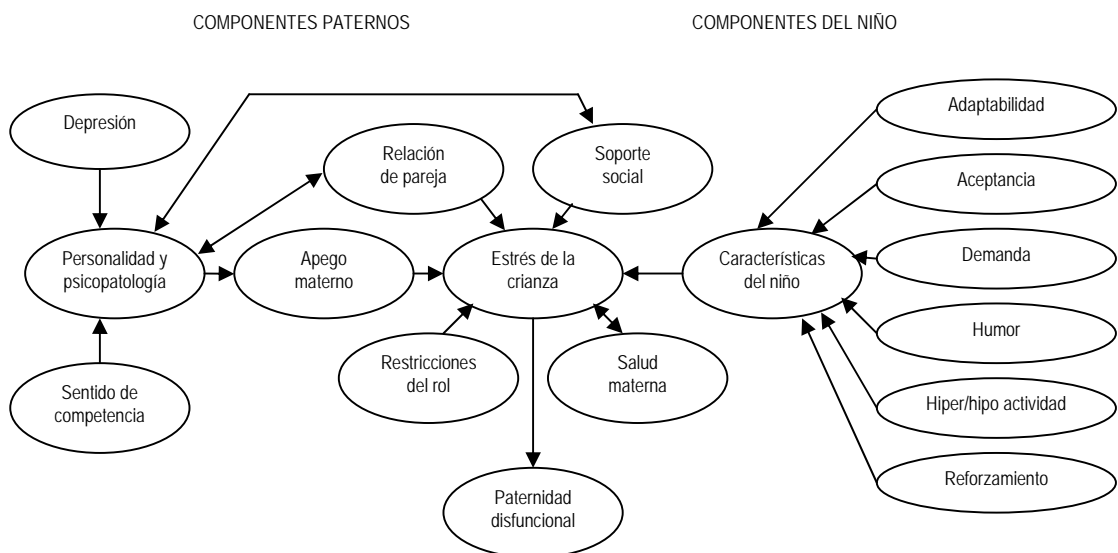 COMPONENTES PATERNOS
COMPONENTES DEL NIÑO
Depresión
Relación
de pareja
Soporte
social
Personalidad y
psicopatología
Apego
materno
Estrés de la
crianza
Características
del niño
Sentido de
competencia
Restricciones
del rol
Salud
materna
Paternidad
disfuncional
Adaptabilidad
Aceptancia
Demanda
Humor
Hiper/hipo actividad
Reforzamiento